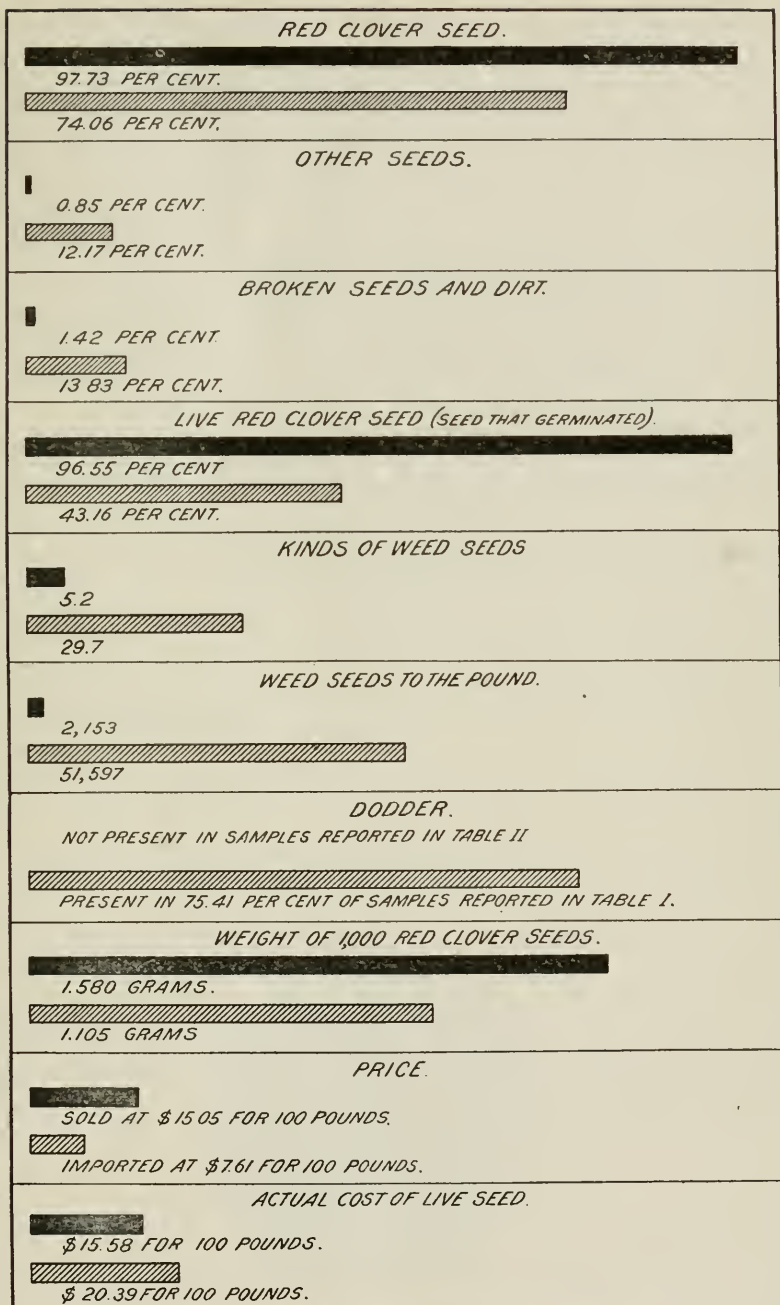 RED CLOVER SEED.
97.73 PER CENT.
74.06 PER CENT.
OTHER SEEDS.
0.85 PER CENT.
12.17 PER CENT.
BROKEN SEEDS AND DIRT.
1.42 PER CENT
13 83 PER CENT.
LIVE RED CLOVER SEED (SEED THAT GERMINATED).
96.55 PER CENT
43.16 PER CENT.
KINDS OF WEED SEEDS
5.2
29.7
WEED SEEDS TO THE POUND.
2,153
51,597
DODDER.
NOT PRESENT IN SAMPLES REPORTED IN TABLE II
PRESENT IN 75.41 PER CENT OF SAMPLES REPORTED IN TABLE I.
WEIGHT OF 1,000 RED CLOVER SEEDS.
1.580 GRAMS.
1.105 GRAMS
PRICE.
SOLD AT $15 05 FOR 100 POUNDS.
IMPORTED AT $7.61 FOR 100 POUNDS.
ACTUAL COST OF LIVE SEED.
$15.58 FOR 100 POUNDS.
$20.39 FOR 100 POUNDS.